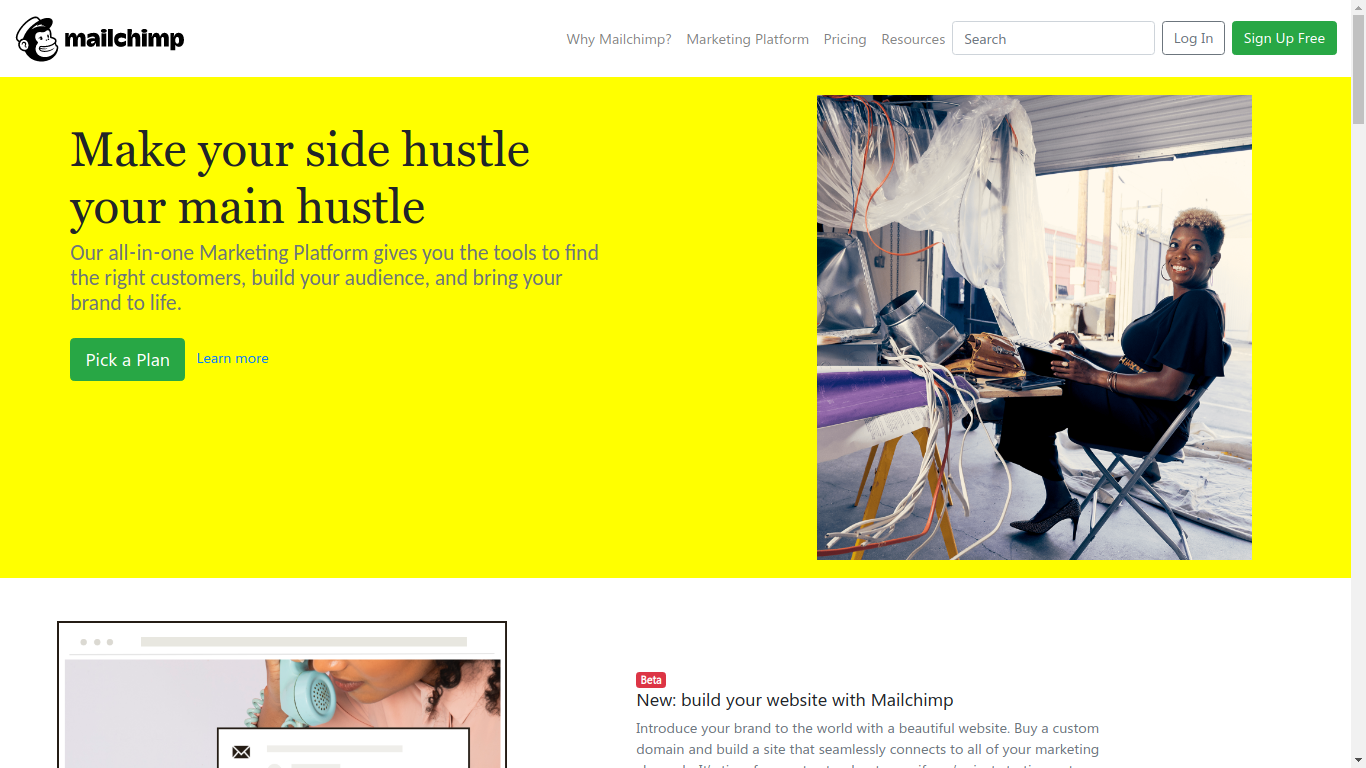 mailchimp
Why Mailchimp?
Marketing Platform
Pricing
Resources
Search
Log In
Sign Up Free
Make your side hustle
your main hustle
Our all-in-one Marketing Platform gives you the tools to find
the right customers, build your audience, and bring your
brand to life.
Pick a Plan
Learn more
Beta
New: build your website with Mailchimp
Introduce your brand to the world with a beautiful website. Buy a custom
domain and build a site that seamlessly connects to all of your marketing